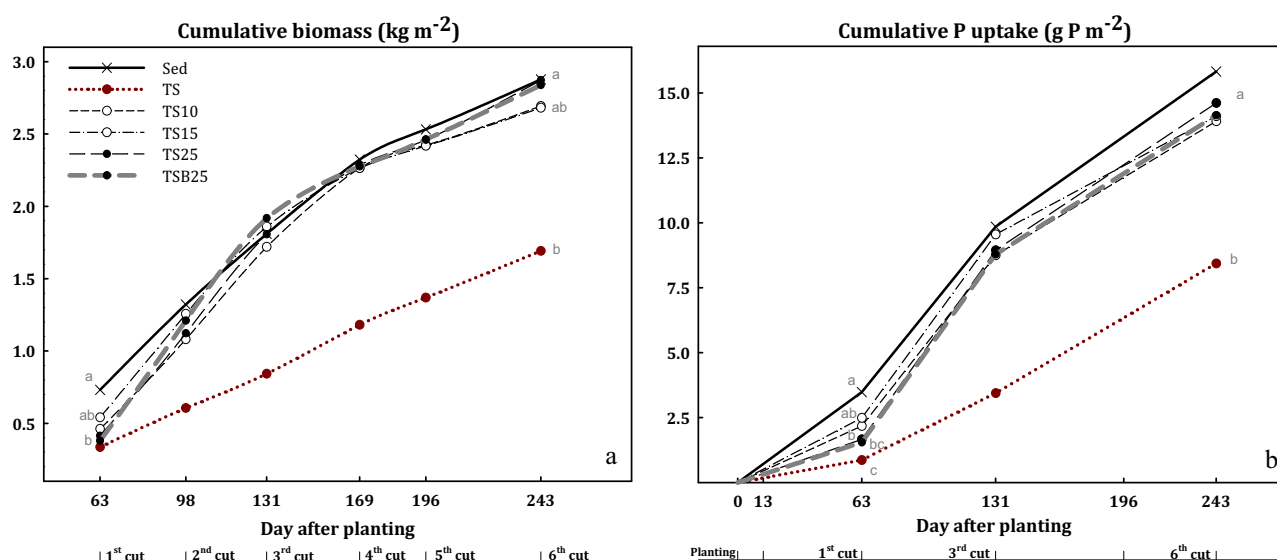 Cumulative biomass (kg m⁻²)
3.0
2.5
2.0
1.5
1.0
0.5
Sed
TS
TS10
TS15
TS25
TSB25
a
ab
b
a
ab
b
a
63 98 131 169 196 243
Day after planting
1st cut 2nd cut 3rd cut 4th cut 5th cut 6th cut
Cumulative P uptake (g P m⁻²)
15.0
12.5
10.0
7.5
5.0
2.5
a
b
a
ab
b
bc
c
b
0 13 63 131 196 243
Day after planting
Planting 1st cut 3rd cut 6th cut